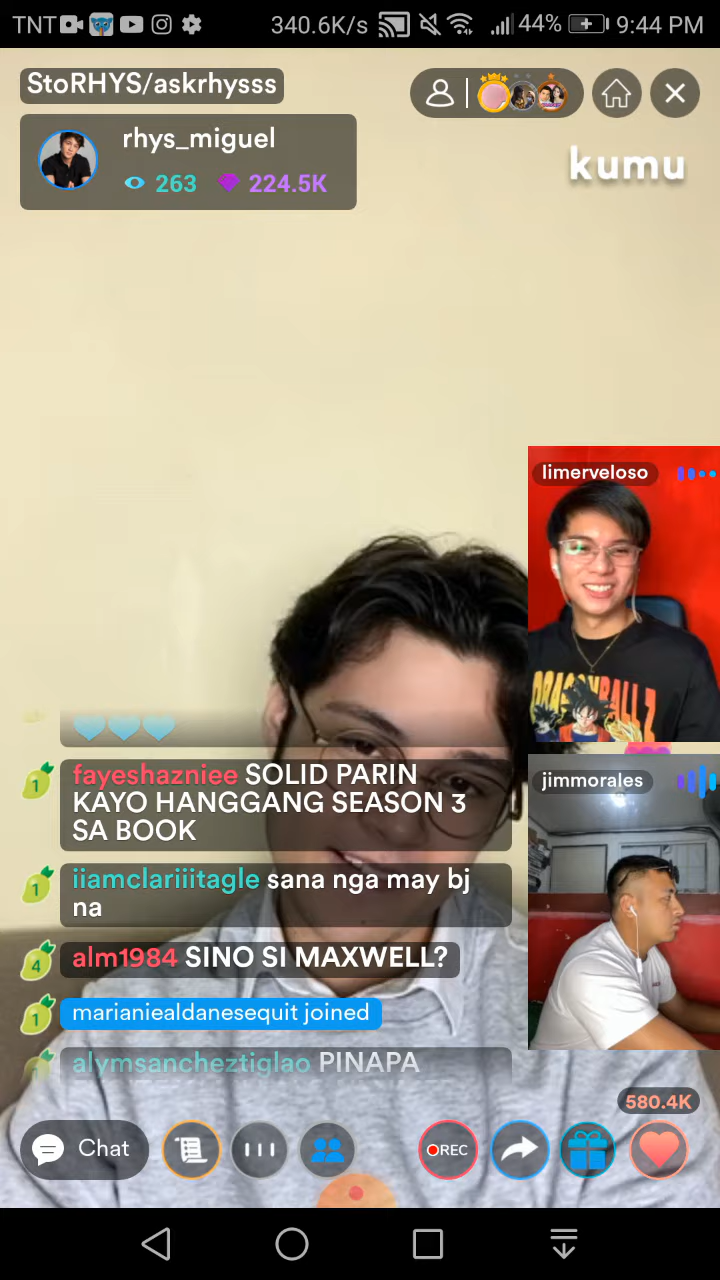 TNT 340.6K/s 44% 9:44 PM
StoRHYS/askrhysss
rhys_miguel
263 224.5K
kumu
limerveloso
DRAGONBALL Z
fayeshazniee SOLID PARIN
KAYO HANGGANG SEASON 3
SA BOOK
jimmorales
iiamclariiitagle sana nga may bj
na
alm1984 SINO SI MAXWELL?
marianiealdanesequit joined
alymsancheztiglao PINAPA
580.4K
Chat
REC
1
1
4
1